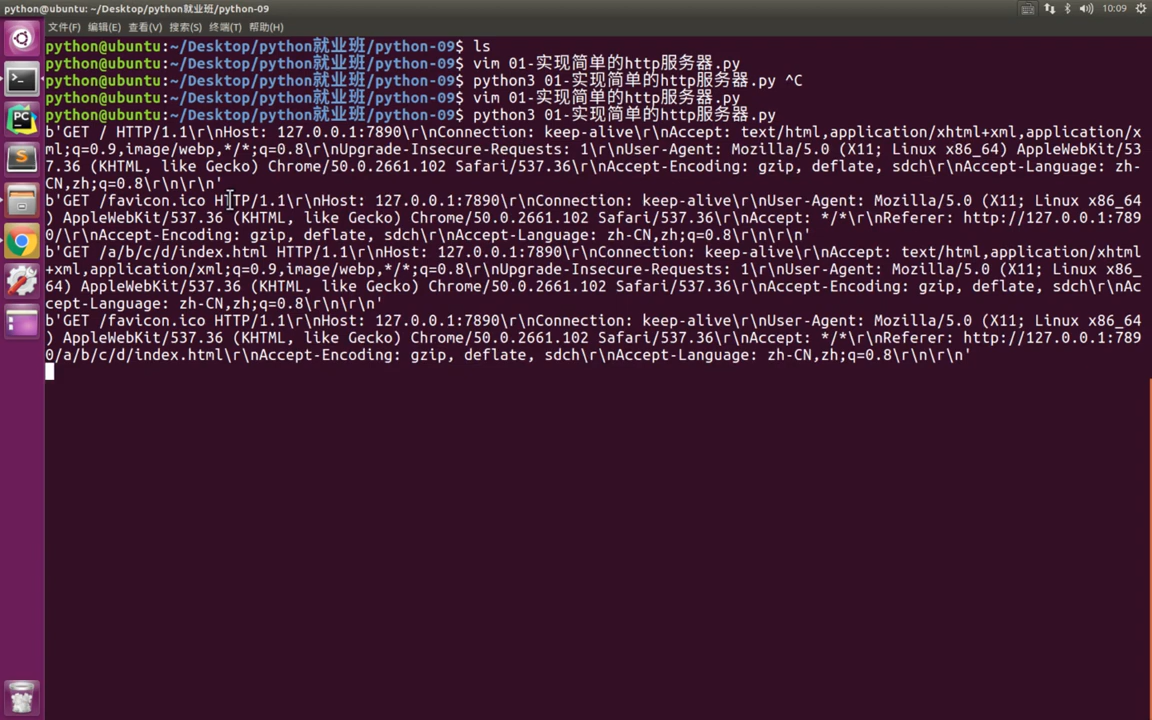 python@ubuntu: ~/Desktop/python就业班/python-09
10:09
文件(F) 编辑(E) 查看(V) 搜索(S) 终端(T) 帮助(H)
python@ubuntu:~/Desktop/python就业班/python-09$ ls
python@ubuntu:~/Desktop/python就业班/python-09$ vim 01-实现简单的http服务器.py
python@ubuntu:~/Desktop/python就业班/python-09$ python3 01-实现简单的http服务器.py ^C
python@ubuntu:~/Desktop/python就业班/python-09$ vim 01-实现简单的http服务器.py
python@ubuntu:~/Desktop/python就业班/python-09$ python3 01-实现简单的http服务器.py
b'GET / HTTP/1.1\r\nHost: 127.0.0.1:7890\r\nConnection: keep-alive\r\nAccept: text/html,application/xhtml+xml,application/x
ml;q=0.9,image/webp,*/*;q=0.8\r\nUpgrade-Insecure-Requests: 1\r\nUser-Agent: Mozilla/5.0 (X11; Linux x86_64) AppleWebKit/53
7.36 (KHTML, like Gecko) Chrome/50.0.2661.102 Safari/537.36\r\nAccept-Encoding: gzip, deflate, sdch\r\nAccept-Language: zh-
CN,zh;q=0.8\r\n\r\n'
b'GET /favicon.ico HTTP/1.1\r\nHost: 127.0.0.1:7890\r\nConnection: keep-alive\r\nUser-Agent: Mozilla/5.0 (X11; Linux x86_64
) AppleWebKit/537.36 (KHTML, like Gecko) Chrome/50.0.2661.102 Safari/537.36\r\nAccept: */*\r\nReferer: http://127.0.0.1:789
0/\r\nAccept-Encoding: gzip, deflate, sdch\r\nAccept-Language: zh-CN,zh;q=0.8\r\n\r\n'
b'GET /a/b/c/d/index.html HTTP/1.1\r\nHost: 127.0.0.1:7890\r\nConnection: keep-alive\r\nAccept: text/html,application/xhtml
+xml,application/xml;q=0.9,image/webp,*/*;q=0.8\r\nUpgrade-Insecure-Requests: 1\r\nUser-Agent: Mozilla/5.0 (X11; Linux x86_
64) AppleWebKit/537.36 (KHTML, like Gecko) Chrome/50.0.2661.102 Safari/537.36\r\nAccept-Encoding: gzip, deflate, sdch\r\nAc
cept-Language: zh-CN,zh;q=0.8\r\n\r\n'
b'GET /favicon.ico HTTP/1.1\r\nHost: 127.0.0.1:7890\r\nConnection: keep-alive\r\nUser-Agent: Mozilla/5.0 (X11; Linux x86_64
) AppleWebKit/537.36 (KHTML, like Gecko) Chrome/50.0.2661.102 Safari/537.36\r\nAccept: */*\r\nReferer: http://127.0.0.1:789
0/a/b/c/d/index.html\r\nAccept-Encoding: gzip, deflate, sdch\r\nAccept-Language: zh-CN,zh;q=0.8\r\n\r\n'